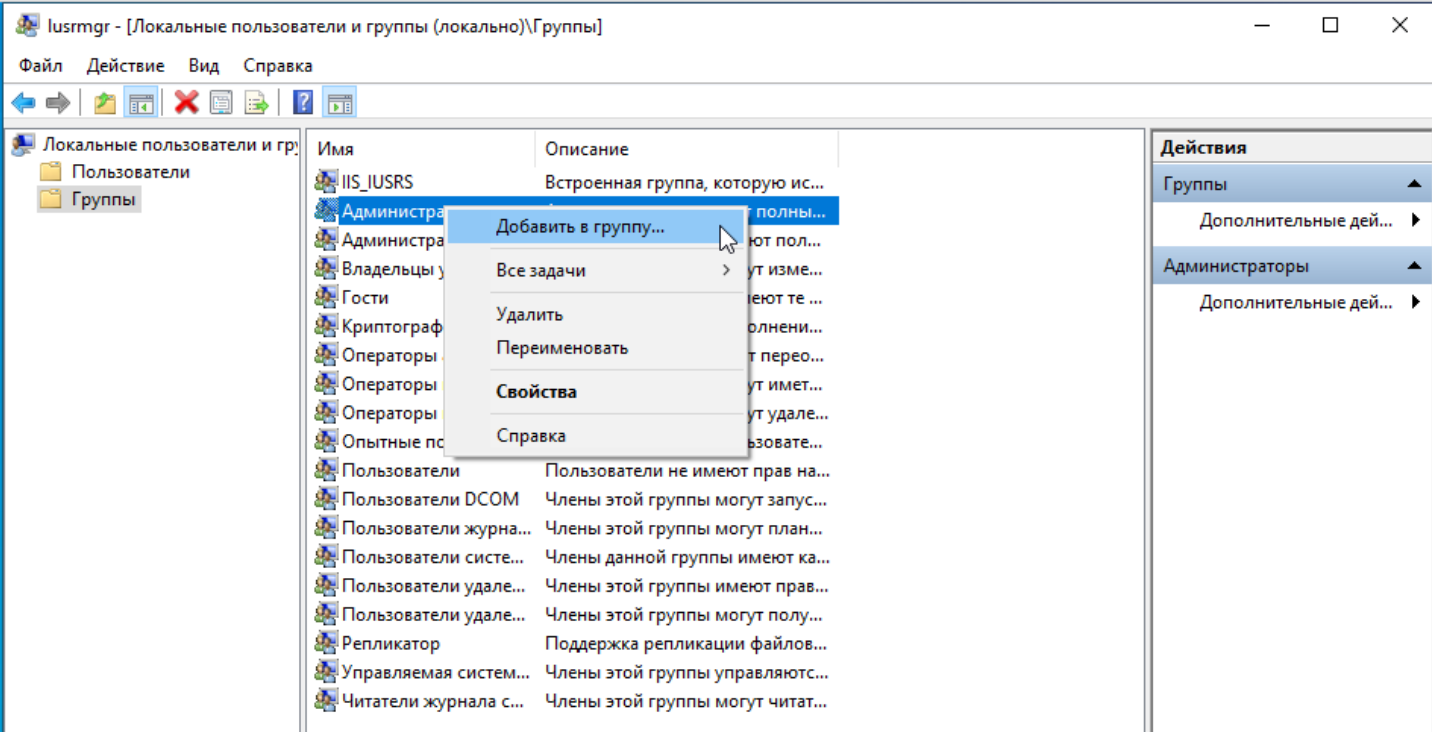 lusrmgr - [Локальные пользователи и группы (локально)\Группы]
Файл Действие Вид Справка
Локальные пользователи и гру
Пользователи
Группы
Имя Описание
IIS_IUSRS Встроенная группа, которую ис...
Администра полны...
Администра ют пол...
Владельцы у ут изме...
Гости еют те ...
Криптограф олнени...
Операторы т перео...
Операторы ут имет...
Операторы ут удале...
Опытные по ьзовате...
Пользователи Пользователи не имеют прав на...
Пользователи DCOM Члены этой группы могут запус...
Пользователи журна... Члены этой группы могут план...
Пользователи систе... Члены данной группы имеют ка...
Пользователи удале... Члены этой группы имеют прав...
Пользователи удале... Члены этой группы могут полу...
Репликатор Поддержка репликации файлов...
Управляемая систем... Члены этой группы управляютс...
Читатели журнала с... Члены этой группы могут читат...
Добавить в группу...
Все задачи
Удалить
Переименовать
Свойства
Справка
Действия
Группы
Дополнительные дей...
Администраторы
Дополнительные дей...